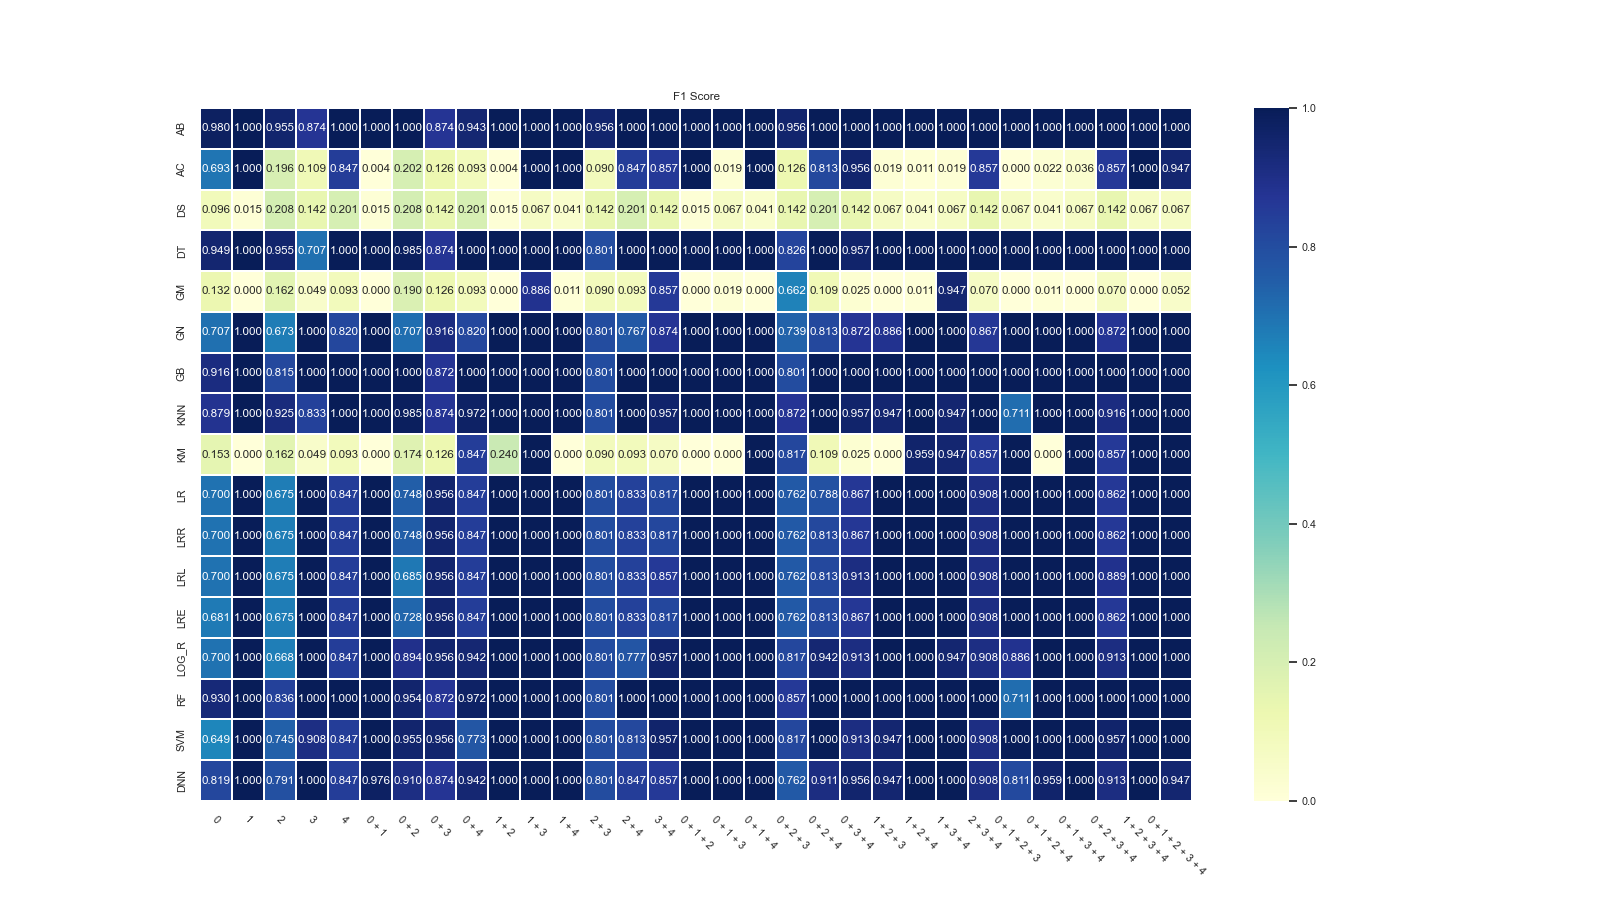 F1 Score
AB 0.980 1.000 0.955 0.874 1.000 1.000 1.000 0.874 0.943 1.000 1.000 1.000 0.956 1.000 1.000 1.000 1.000 1.000 0.956 1.000 1.000 1.000 1.000 1.000 1.000 1.000 1.000 1.000 1.000 1.000 1.000
AC 0.693 1.000 0.196 0.109 0.847 0.004 0.202 0.126 0.093 0.004 1.000 1.000 0.090 0.847 0.857 1.000 0.019 1.000 0.126 0.813 0.956 0.019 0.011 0.019 0.857 0.000 0.022 0.036 0.857 1.000 0.947
DS 0.096 0.015 0.208 0.142 0.201 0.015 0.208 0.142 0.201 0.015 0.067 0.041 0.142 0.201 0.142 0.015 0.067 0.041 0.142 0.201 0.142 0.067 0.041 0.067 0.142 0.067 0.041 0.067 0.142 0.067 0.067
DT 0.949 1.000 0.955 0.707 1.000 1.000 0.985 0.874 1.000 1.000 1.000 1.000 0.801 1.000 1.000 1.000 1.000 1.000 0.826 1.000 0.957 1.000 1.000 1.000 1.000 1.000 1.000 1.000 1.000 1.000 1.000
GM 0.132 0.000 0.162 0.049 0.093 0.000 0.190 0.126 0.093 0.000 0.886 0.011 0.090 0.093 0.857 0.000 0.019 0.000 0.662 0.109 0.025 0.000 0.011 0.947 0.070 0.000 0.011 0.000 0.070 0.000 0.052
GN 0.707 1.000 0.673 1.000 0.820 1.000 0.707 0.916 0.820 1.000 1.000 1.000 0.801 0.767 0.874 1.000 1.000 1.000 0.739 0.813 0.872 0.886 1.000 1.000 0.867 1.000 1.000 1.000 0.872 1.000 1.000
GB 0.916 1.000 0.815 1.000 1.000 1.000 1.000 0.872 1.000 1.000 1.000 1.000 0.801 1.000 1.000 1.000 1.000 1.000 0.801 1.000 1.000 1.000 1.000 1.000 1.000 1.000 1.000 1.000 1.000 1.000 1.000
KNN 0.879 1.000 0.925 0.833 1.000 1.000 0.985 0.874 0.972 1.000 1.000 1.000 0.801 1.000 0.957 1.000 1.000 1.000 0.872 1.000 0.957 0.947 1.000 0.947 1.000 0.711 1.000 1.000 0.916 1.000 1.000
KM 0.153 0.000 0.162 0.049 0.093 0.000 0.174 0.126 0.847 0.240 1.000 0.000 0.090 0.093 0.070 0.000 0.000 1.000 0.817 0.109 0.025 0.000 0.959 0.947 0.857 1.000 0.000 1.000 0.857 1.000 1.000
LR 0.700 1.000 0.675 1.000 0.847 1.000 0.748 0.956 0.847 1.000 1.000 1.000 0.801 0.833 0.817 1.000 1.000 1.000 0.762 0.788 0.867 1.000 1.000 1.000 0.908 1.000 1.000 1.000 0.862 1.000 1.000
LRR 0.700 1.000 0.675 1.000 0.847 1.000 0.748 0.956 0.847 1.000 1.000 1.000 0.801 0.833 0.817 1.000 1.000 1.000 0.762 0.813 0.867 1.000 1.000 1.000 0.908 1.000 1.000 1.000 0.862 1.000 1.000
LRL 0.700 1.000 0.675 1.000 0.847 1.000 0.685 0.956 0.847 1.000 1.000 1.000 0.801 0.833 0.857 1.000 1.000 1.000 0.762 0.813 0.913 1.000 1.000 1.000 0.908 1.000 1.000 1.000 0.889 1.000 1.000
LRE 0.681 1.000 0.675 1.000 0.847 1.000 0.728 0.956 0.847 1.000 1.000 1.000 0.801 0.833 0.817 1.000 1.000 1.000 0.762 0.813 0.867 1.000 1.000 1.000 0.908 1.000 1.000 1.000 0.862 1.000 1.000
LOG_R 0.700 1.000 0.668 1.000 0.847 1.000 0.894 0.956 0.942 1.000 1.000 1.000 0.801 0.777 0.957 1.000 1.000 1.000 0.817 0.942 0.913 1.000 1.000 0.947 0.908 0.886 1.000 1.000 0.913 1.000 1.000
RF 0.930 1.000 0.836 1.000 1.000 1.000 0.954 0.872 0.972 1.000 1.000 1.000 0.801 1.000 1.000 1.000 1.000 1.000 0.857 1.000 1.000 1.000 1.000 1.000 1.000 0.711 1.000 1.000 1.000 1.000 1.000
SVM 0.649 1.000 0.745 0.908 0.847 1.000 0.955 0.956 0.773 1.000 1.000 1.000 0.801 0.813 0.957 1.000 1.000 1.000 0.817 1.000 0.913 0.947 1.000 1.000 0.908 1.000 1.000 1.000 0.957 1.000 1.000
DNN 0.819 1.000 0.791 1.000 0.847 0.976 0.910 0.874 0.942 1.000 1.000 1.000 0.801 0.847 0.857 1.000 1.000 1.000 0.762 0.911 0.956 0.947 1.000 1.000 0.908 0.811 0.959 1.000 0.913 1.000 0.947
0 1 2 3 4 0 + 1 0 + 2 0 + 3 0 + 4 1 + 2 1 + 3 1 + 4 2 + 3 2 + 4 3 + 4 0 + 1 + 2 0 + 1 + 3 0 + 1 + 4 0 + 2 + 3 0 + 2 + 4 0 + 3 + 4 1 + 2 + 3 1 + 2 + 4 1 + 3 + 4 2 + 3 + 4 0 + 1 + 2 + 3 0 + 1 + 2 + 4 0 + 1 + 3 + 4 0 + 2 + 3 + 4 1 + 2 + 3 + 4 0 + 1 + 2 + 3 + 4
1.0
0.8
0.6
0.4
0.2
0.0